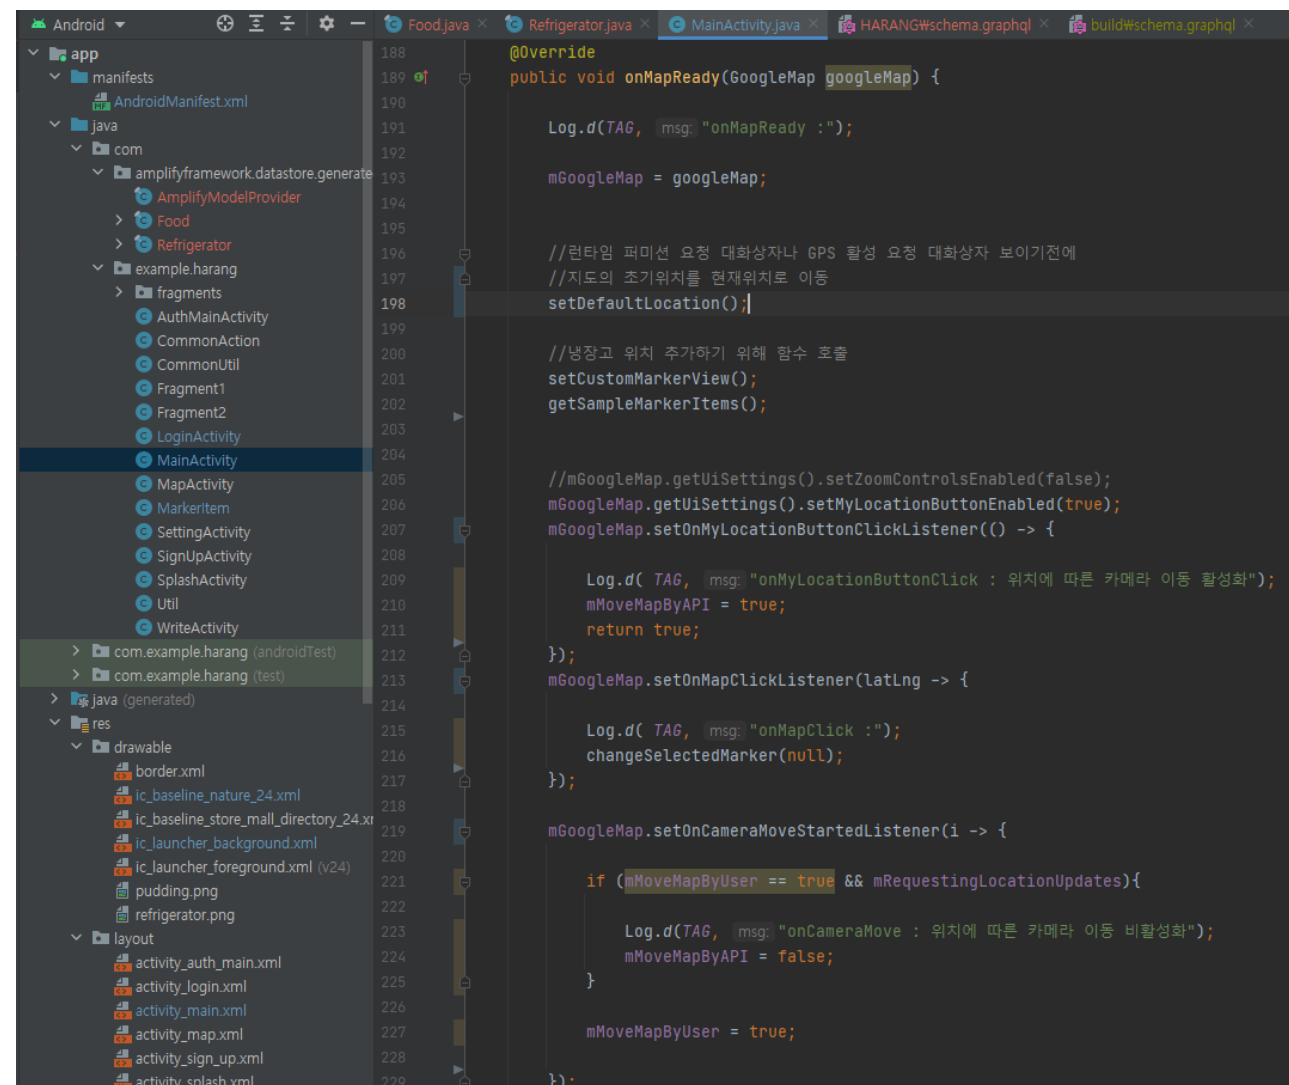 Android
Food.java
Refrigerator.java
MainActivity.java
HARANG₩schema.graphql
build₩schema.graphql
app
manifests
AndroidManifest.xml
java
com
amplifyframework.datastore.generate
AmplifyModelProvider
Food
Refrigerator
example.harang
fragments
AuthMainActivity
CommonAction
CommonUtil
Fragment1
Fragment2
LoginActivity
MainActivity
MapActivity
MarkerItem
SettingActivity
SignUpActivity
SplashActivity
Util
WriteActivity
com.example.harang (androidTest)
com.example.harang (test)
java (generated)
res
drawable
border.xml
ic_baseline_nature_24.xml
ic_baseline_store_mall_directory_24.xr
ic_launcher_background.xml
ic_launcher_foreground.xml (v24)
pudding.png
refrigerator.png
layout
activity_auth_main.xml
activity_login.xml
activity_main.xml
activity_map.xml
activity_sign_up.xml
activity_splash.xml
188 @Override
189 public void onMapReady(GoogleMap googleMap) {
190
191 Log.d(TAG, msg: "onMapReady :");
192
193 mGoogleMap = googleMap;
194
195
196 //런타임 퍼미션 요청 대화상자나 GPS 활성 요청 대화상자 보이기전에
197 //지도의 초기위치를 현재위치로 이동
198 setDefaultLocation();
199
200 //냉장고 위치 추가하기 위해 함수 호출
201 setCustomMarkerView();
202 getSampleMarkerItems();
203
204
205 //mGoogleMap.getUiSettings().setZoomControlsEnabled(false);
206 mGoogleMap.getUiSettings().setMyLocationButtonEnabled(true);
207 mGoogleMap.setOnMyLocationButtonClickListener(() -> {
208
209 Log.d( TAG, msg: "onMyLocationButtonClick : 위치에 따른 카메라 이동 활성화");
210 mMoveMapByAPI = true;
211 return true;
212 });
213 mGoogleMap.setOnMapClickListener(latLng -> {
214
215 Log.d( TAG, msg: "onMapClick :");
216 changeSelectedMarker(null);
217 });
218
219 mGoogleMap.setOnCameraMoveStartedListener(i -> {
220
221 if (mMoveMapByUser == true && mRequestingLocationUpdates){
222
223 Log.d(TAG, msg: "onCameraMove : 위치에 따른 카메라 이동 비활성화");
224 mMoveMapByAPI = false;
225 }
226
227 mMoveMapByUser = true;
228
229 });